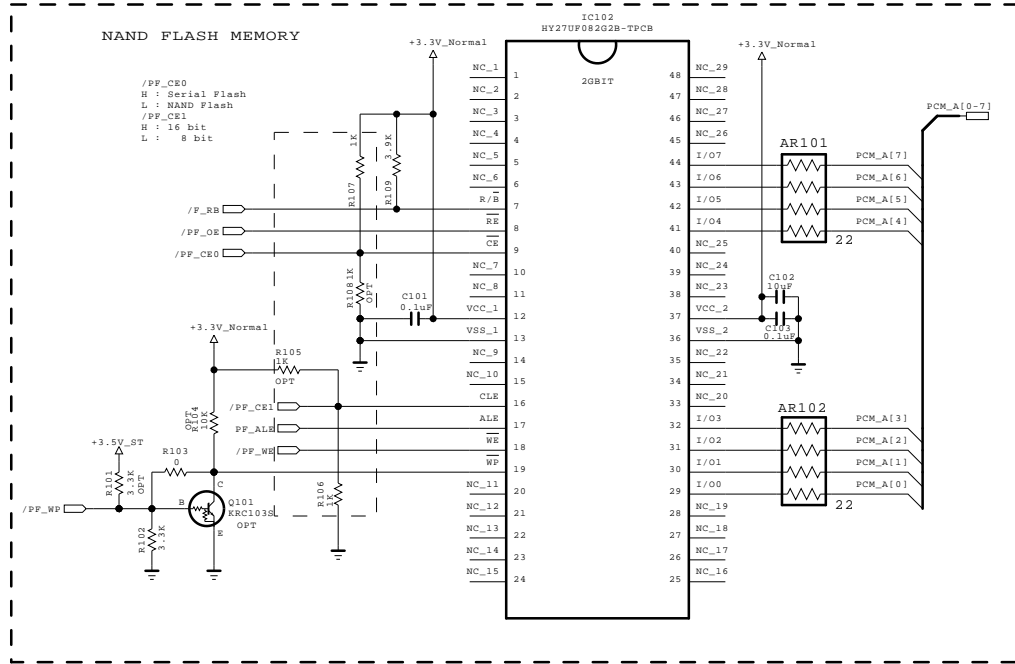 NAND FLASH MEMORY
IC102
HY27UF082G2B-TPCB
2GBIT
+3.3V_Normal
+3.3V_Normal
/PF_CE0
H : Serial Flash
L : NAND Flash
/PF_CE1
H : 16 bit
L : 8 bit
NC_1
1
NC_2
2
NC_3
3
NC_4
4
NC_5
5
NC_6
6
R/B
7
RE
8
CE
9
NC_7
10
NC_8
11
VCC_1
12
VSS_1
13
NC_9
14
NC_10
15
CLE
16
ALE
17
WE
18
WP
19
NC_11
20
NC_12
21
NC_13
22
NC_14
23
NC_15
24
NC_29
48
NC_28
47
NC_27
46
NC_26
45
I/O7
44
I/O6
43
I/O5
42
I/O4
41
NC_25
40
NC_24
39
NC_23
38
VCC_2
37
VSS_2
36
NC_22
35
NC_21
34
NC_20
33
I/O3
32
I/O2
31
I/O1
30
I/O0
29
NC_19
28
NC_18
27
NC_17
26
NC_16
25
/F_RB
/PF_OE
/PF_CE0
R107
1K
R109
3.9K
R108
1K
OPT
C101
0.1uF
+3.3V_Normal
R105
1K
OPT
/PF_CE1
PF_ALE
/PF_WE
R104
10K
OPT
+3.5V_ST
R101
3.3K
OPT
R103
0
/PF_WP
R102
3.3K
B
C
E
Q101
KRC103S
OPT
R106
1K
AR101
22
PCM_A[7]
PCM_A[6]
PCM_A[5]
PCM_A[4]
PCM_A[0-7]
C102
10uF
C103
0.1uF
AR102
22
PCM_A[3]
PCM_A[2]
PCM_A[1]
PCM_A[0]